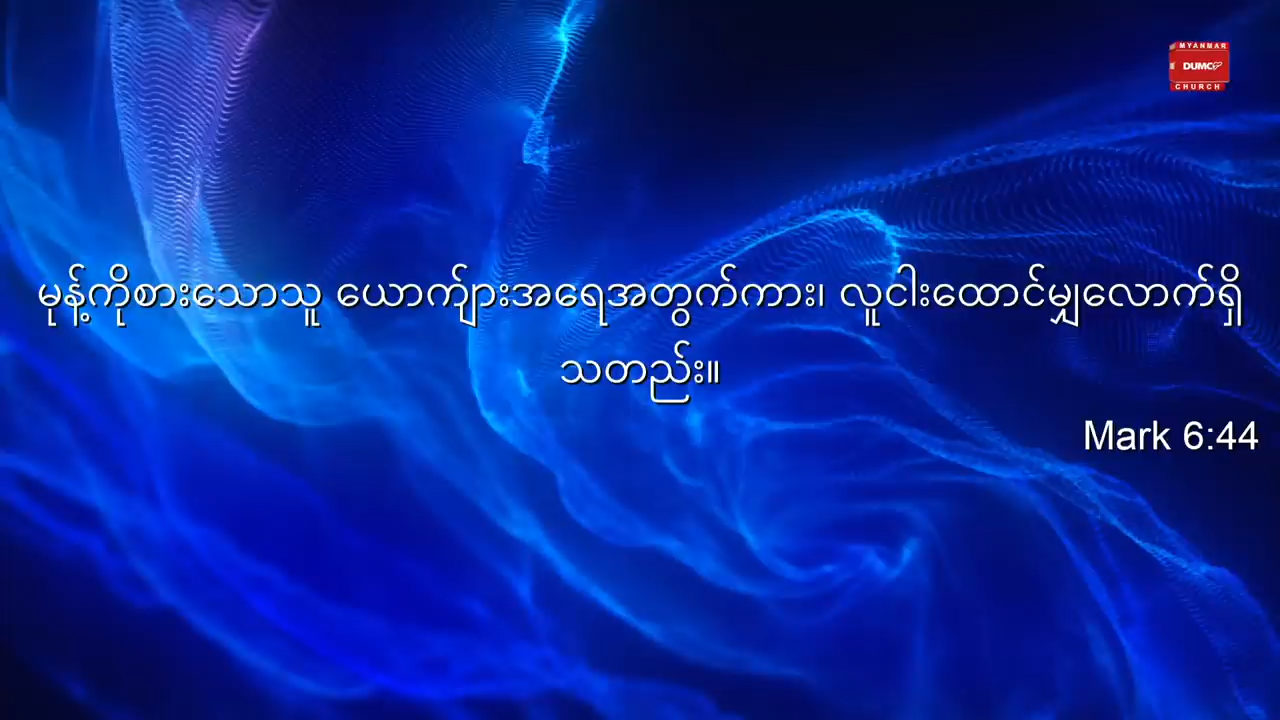 MYANMAR
DUMC
CHURCH
မုန့်ကိုစားသောသူ ယောက်ျားအရေအတွက်ကား၊ လူငါးထောင်မျှလောက်ရှိ
သတည်း။
Mark 6:44